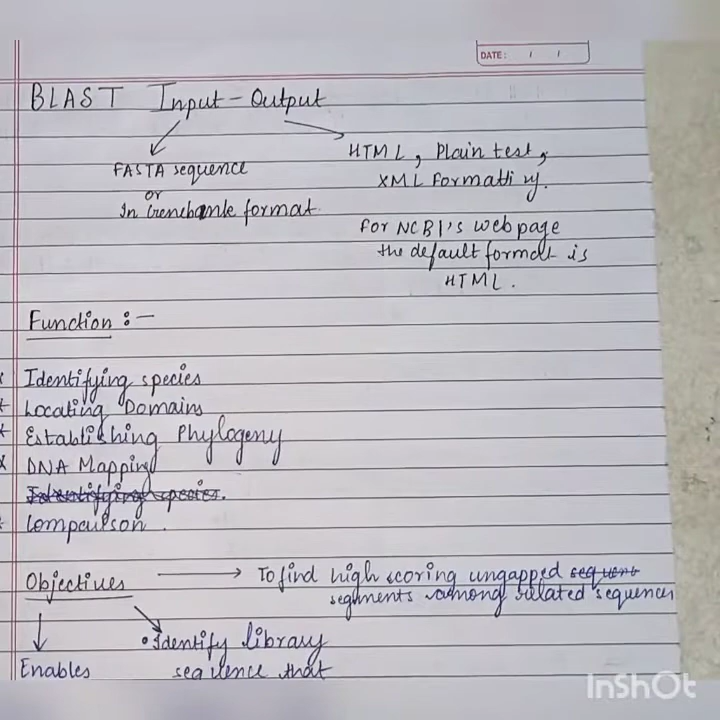 DATE: / /
BLAST Input - Output
FASTA sequence
or
In Genebank format
HTML, Plain test,
XML formatting.
for NCBI's webpage
the default format is
HTML.
Function :-
* Identifying species
* Locating Domains
* Establishing Phylogeny
* DNA Mapping
Identifying species.
* Comparison.
Objectives → To find high scoring ungapped sequent
segments among related sequences
• Identify library
Enables
sequence that
InShOt